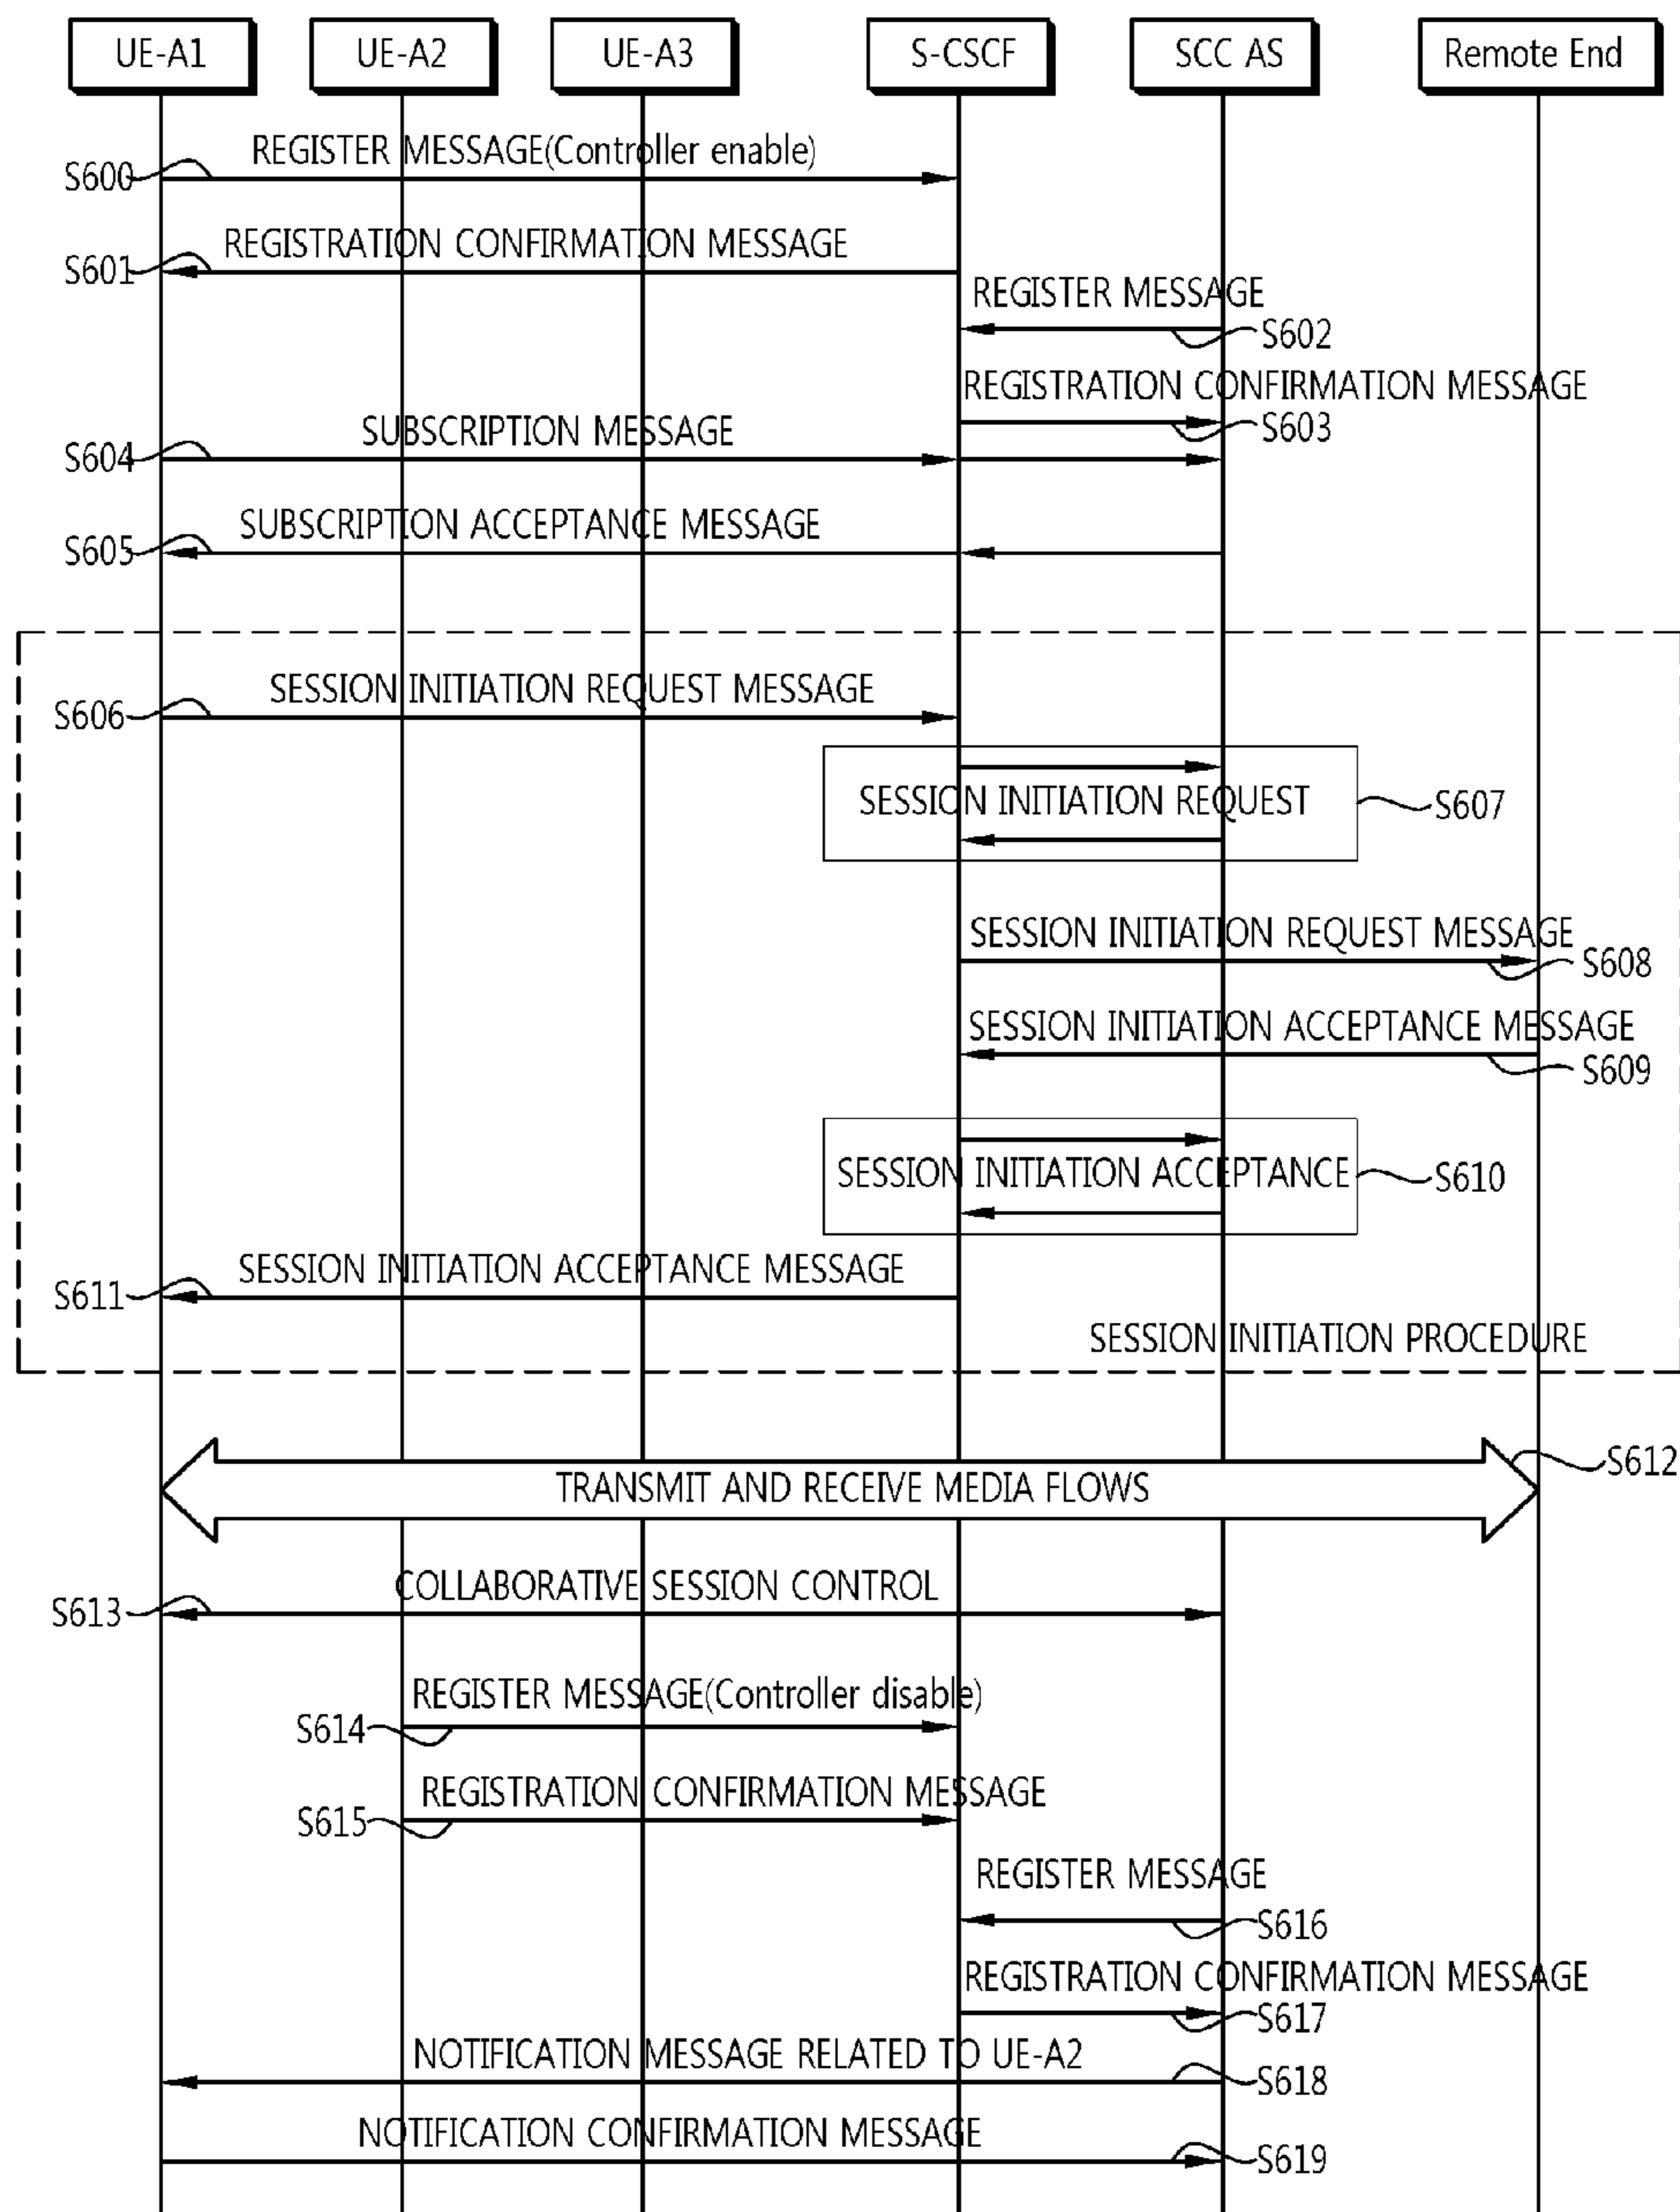 UE-A1
UE-A2
UE-A3
S-CSCF
SCC AS
Remote End
REGISTER MESSAGE(Controller enable)
S600
REGISTRATION CONFIRMATION MESSAGE
S601
REGISTER MESSAGE
S602
REGISTRATION CONFIRMATION MESSAGE
S603
SUBSCRIPTION MESSAGE
S604
SUBSCRIPTION ACCEPTANCE MESSAGE
S605
SESSION INITIATION REQUEST MESSAGE
S606
SESSION INITIATION REQUEST
S607
SESSION INITIATION REQUEST MESSAGE
S608
SESSION INITIATION ACCEPTANCE MESSAGE
S609
SESSION INITIATION ACCEPTANCE
S610
SESSION INITIATION ACCEPTANCE MESSAGE
S611
SESSION INITIATION PROCEDURE
S612
TRANSMIT AND RECEIVE MEDIA FLOWS
COLLABORATIVE SESSION CONTROL
S613
REGISTER MESSAGE(Controller disable)
S614
REGISTRATION CONFIRMATION MESSAGE
S615
REGISTER MESSAGE
S616
REGISTRATION CONFIRMATION MESSAGE
S617
NOTIFICATION MESSAGE RELATED TO UE-A2
S618
NOTIFICATION CONFIRMATION MESSAGE
S619